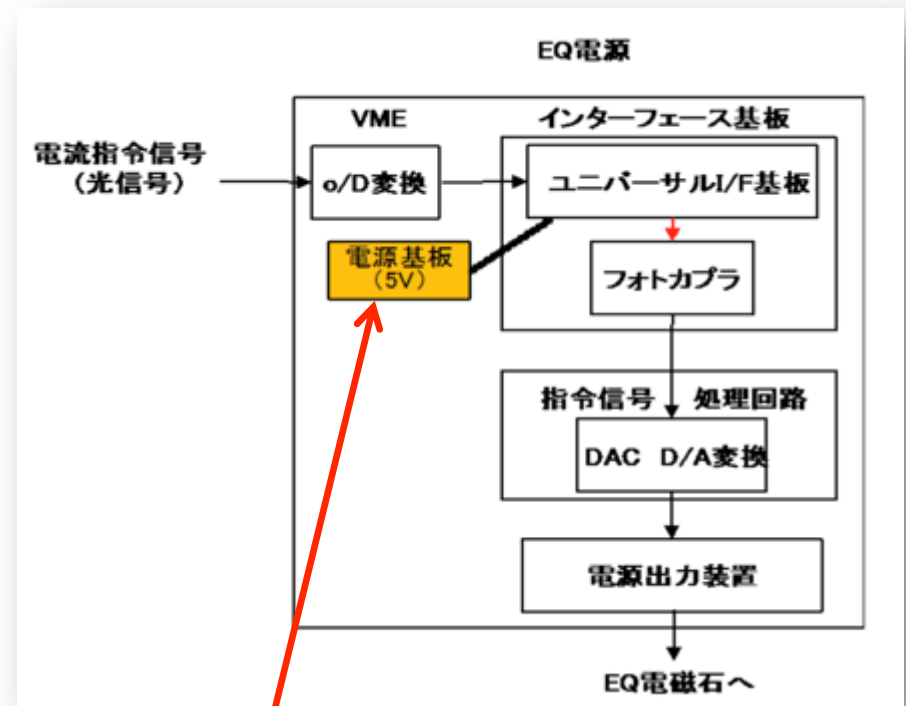 EQ電源
VME
インターフェース基板
電流指令信号
(光信号)
o/D変換
ユニバーサルI/F基板
電源基板
(5V)
フォトカプラ
指令信号 処理回路
DAC D/A変換
電源出力装置
EQ電磁石へ